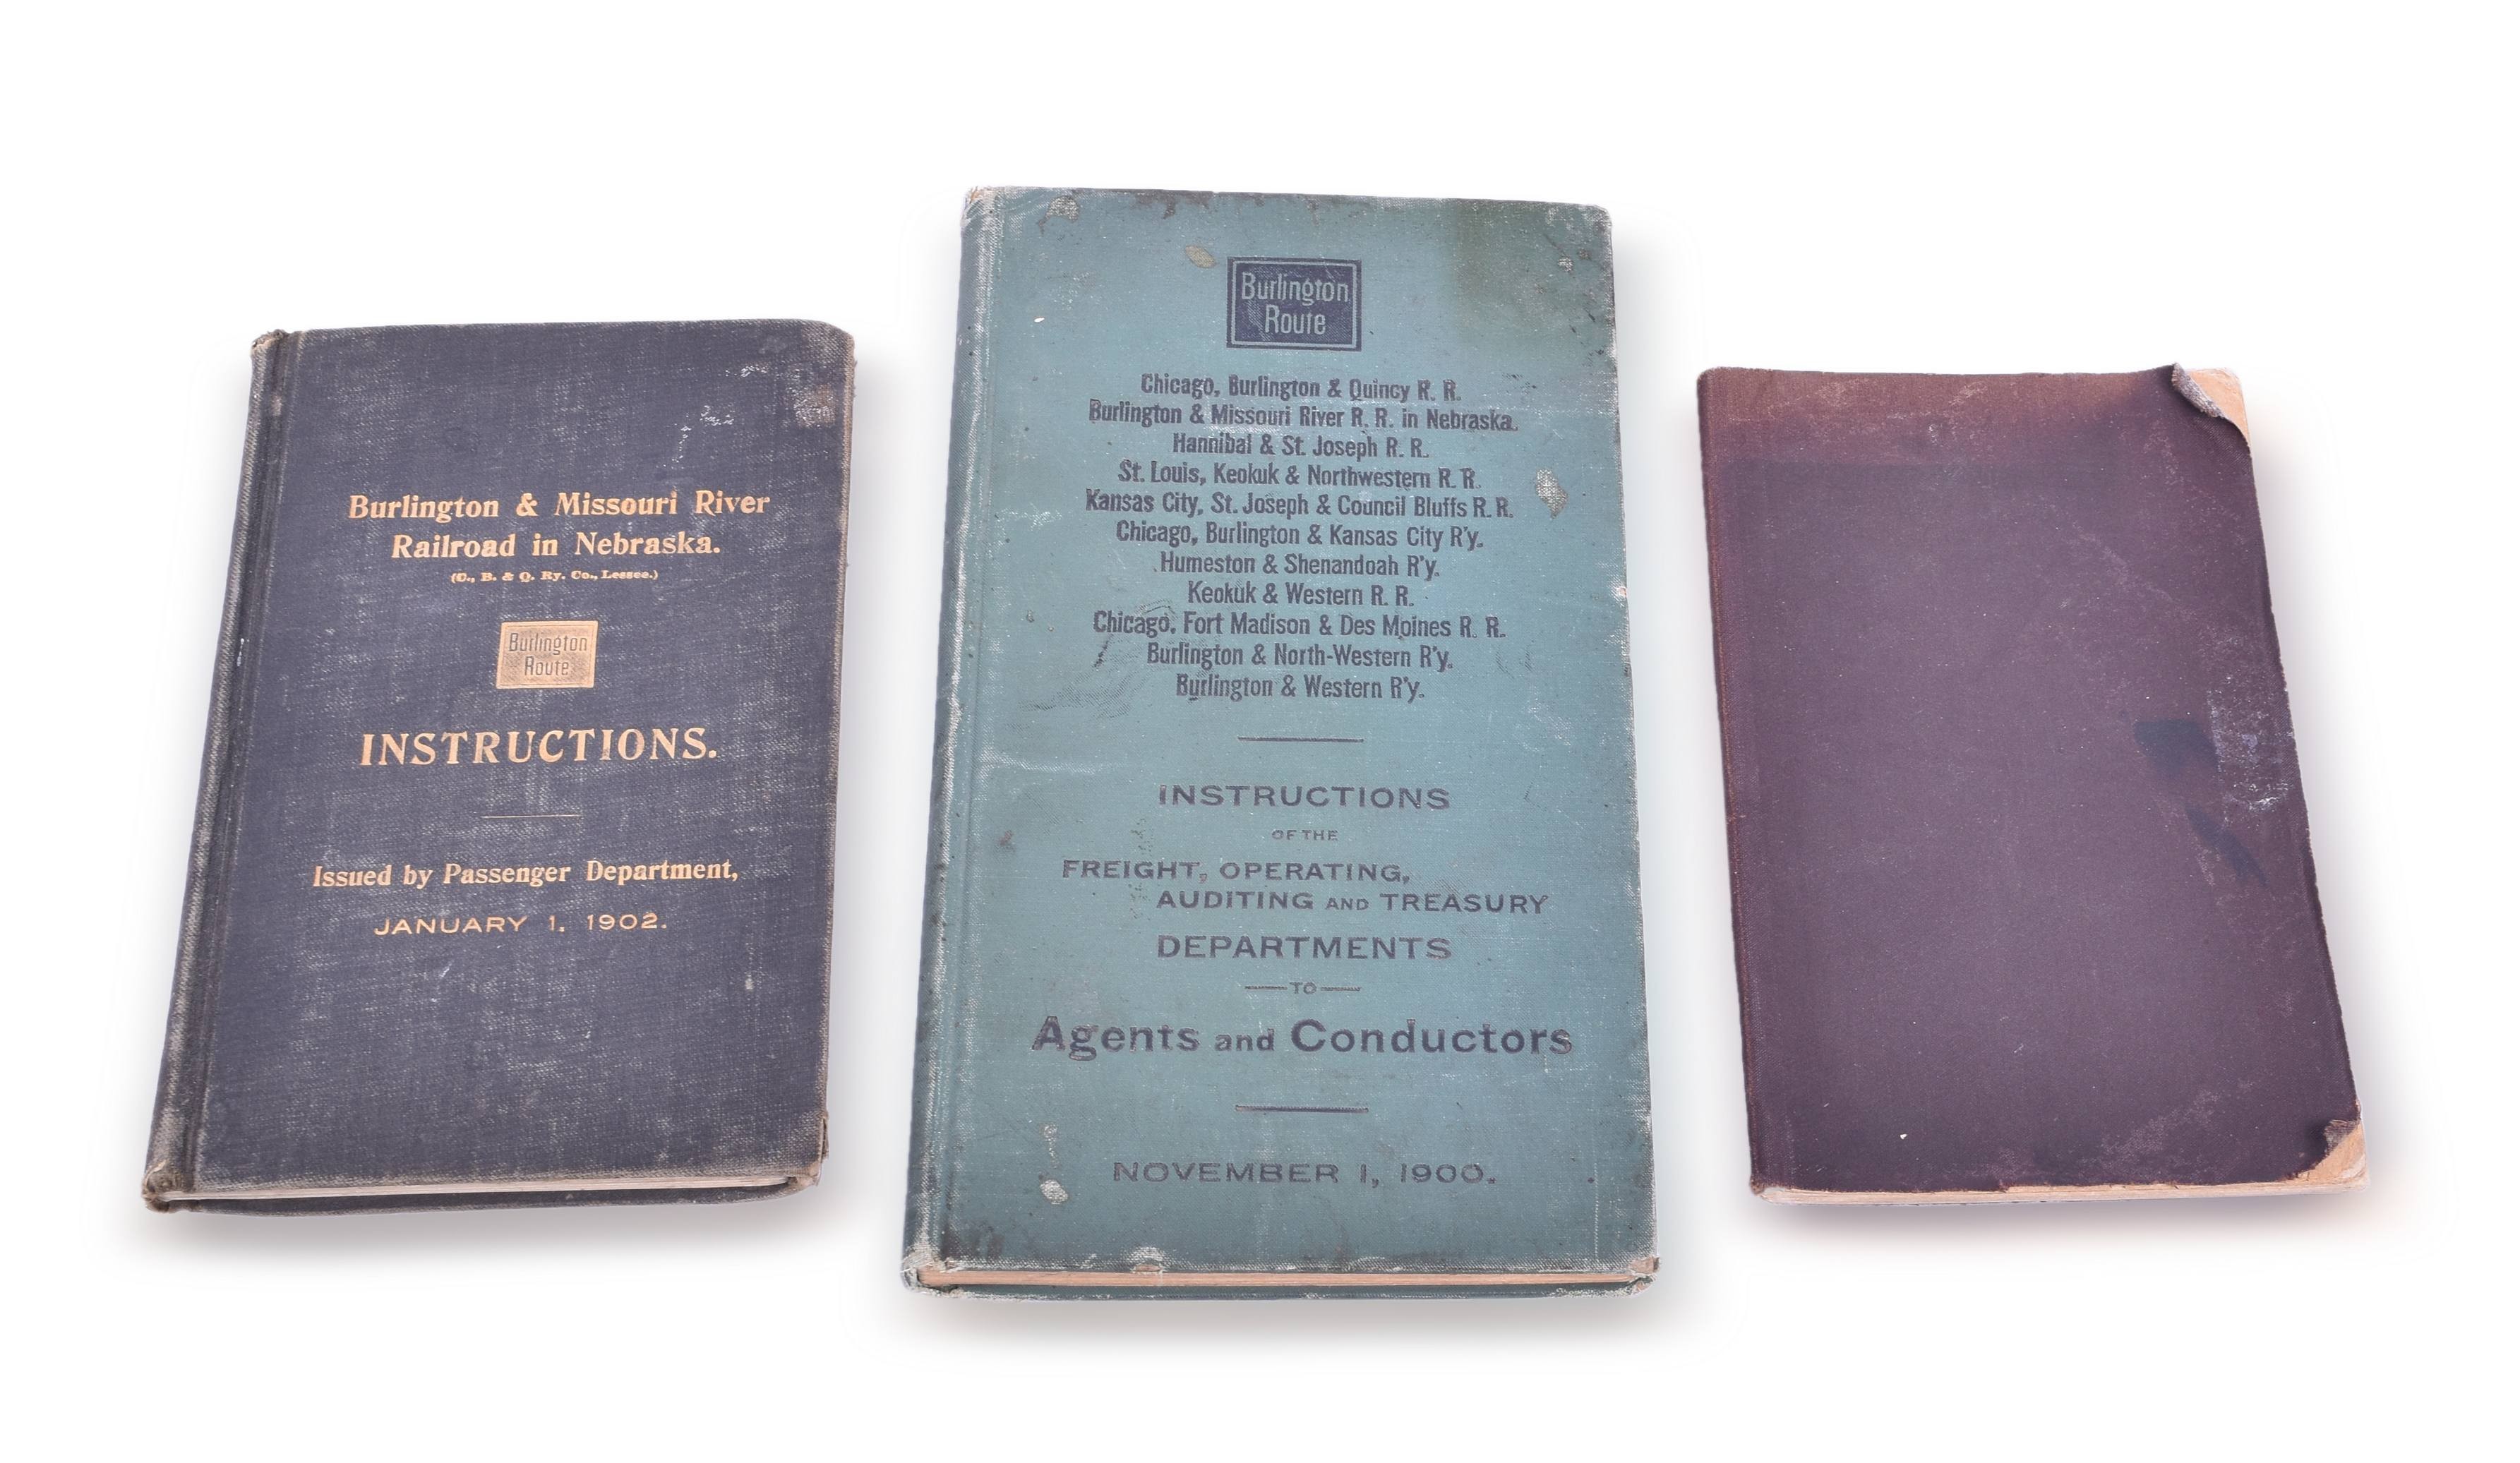 Burlington & Missouri River
Railroad in Nebraska.
(C., B. & Q. Ry. Co., Lessee.)
Burlington
Route
INSTRUCTIONS.
Issued by Passenger Department,
JANUARY 1, 1902.
Burlington
Route
Chicago, Burlington & Quincy R. R.
Burlington & Missouri River R. R. in Nebraska.
Hannibal & St. Joseph R. R.
St. Louis, Keokuk & Northwestern R. R.
Kansas City, St. Joseph & Council Bluffs R. R.
Chicago, Burlington & Kansas City R'y.
Humeston & Shenandoah R'y.
Keokuk & Western R. R.
Chicago, Fort Madison & Des Moines R. R.
Burlington & North-Western R'y.
Burlington & Western R'y.
INSTRUCTIONS
OF THE
FREIGHT, OPERATING,
AUDITING AND TREASURY
DEPARTMENTS
TO
Agents and Conductors
NOVEMBER 1, 1900.